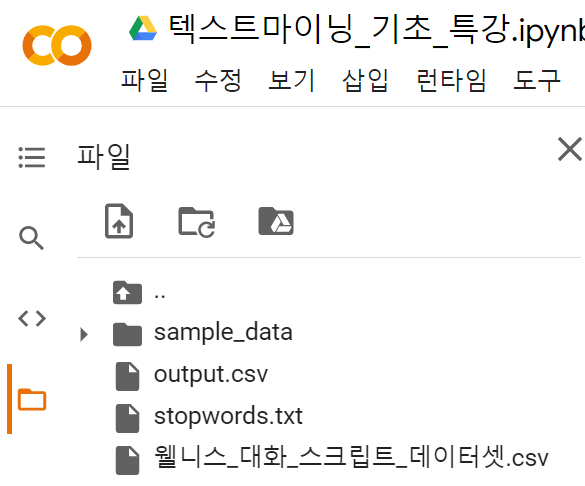 텍스트마이닝_기초_특강.ipynb
파일 수정 보기 삽입 런타임 도구
파일
..
sample_data
output.csv
stopwords.txt
웰니스_대화_스크립트_데이터셋.csv